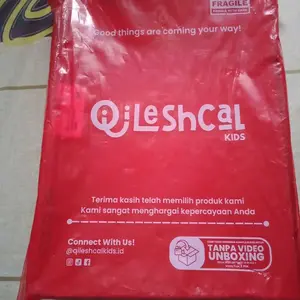 FRAGILE
Good things are coming your way!
QiLeshCaL
KIDS
Terima kasih telah memilih produk kami
Kami sangat menghargai kepercayaan Anda
Connect With Us!
@qileshcalkids.id
TANPA VIDEO
UNBOXING